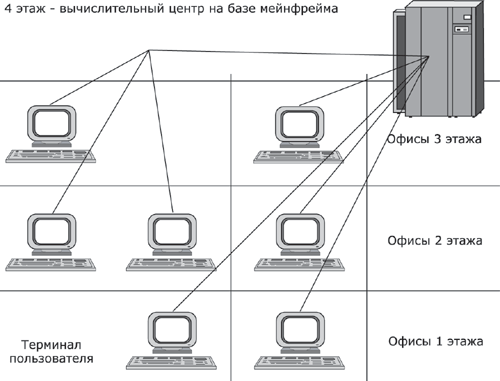 4 этаж - вычислительный центр на базе мейнфрейма
Офисы 3 этажа
Офисы 2 этажа
Терминал
пользователя
Офисы 1 этажа